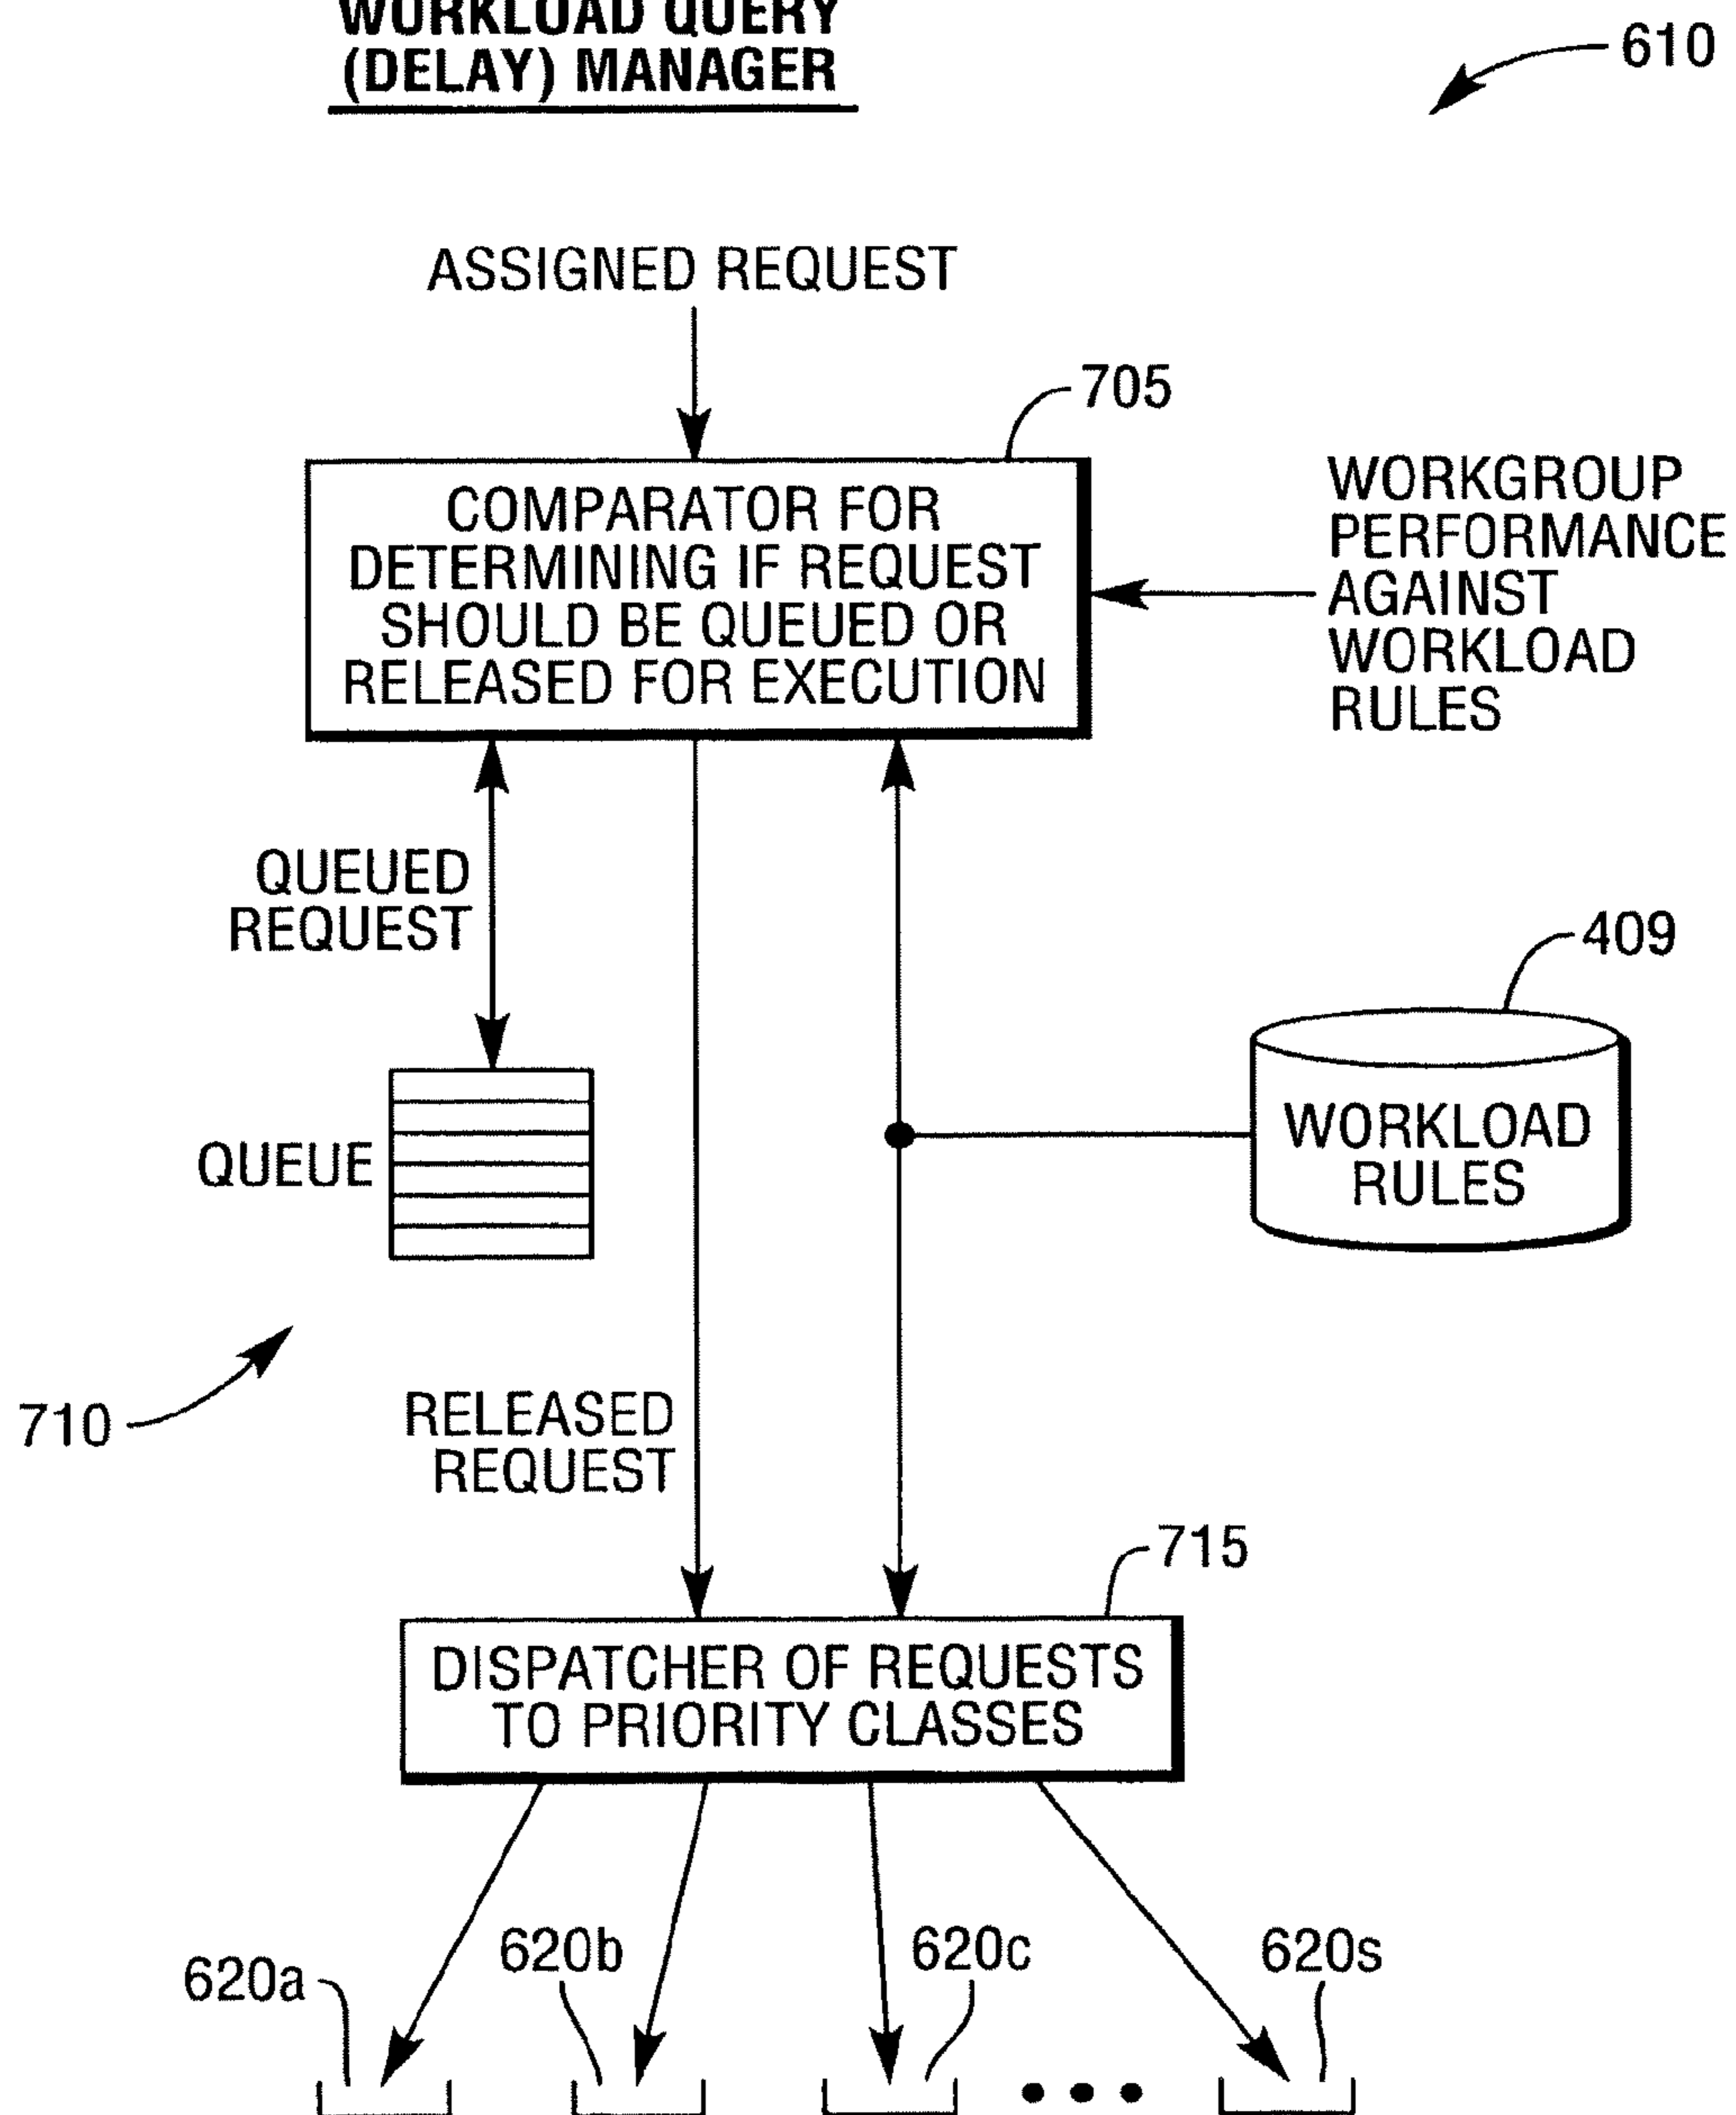 WORKLOAD QUERY
(DELAY) MANAGER
610
ASSIGNED REQUEST
705
COMPARATOR FOR
DETERMINING IF REQUEST
SHOULD BE QUEUED OR
RELEASED FOR EXECUTION
WORKGROUP
PERFORMANCE
AGAINST
WORKLOAD
RULES
QUEUED
REQUEST
409
WORKLOAD
RULES
QUEUE
710
RELEASED
REQUEST
715
DISPATCHER OF REQUESTS
TO PRIORITY CLASSES
620a
620b
620c
620s